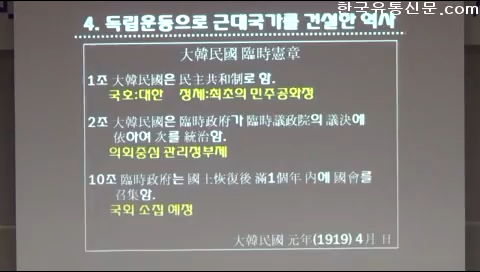 한국유통신문.com
4. 독립운동으로 근대국가를 건설한 역사
大韓民國 臨時憲章
1조 大韓民國은 民主共和制로 함.
국호:대한 정체:최초의 민주공화정
2조 大韓民國은 臨時政府가 臨時議政院의 議決에
依하여 次를 統治함.
의회중심 관리정부제
10조 臨時政府는 國土恢復後 滿1個年 內에 國會를
召集함.
국회 소집 예정
大韓民國 元年(1919) 4月 日